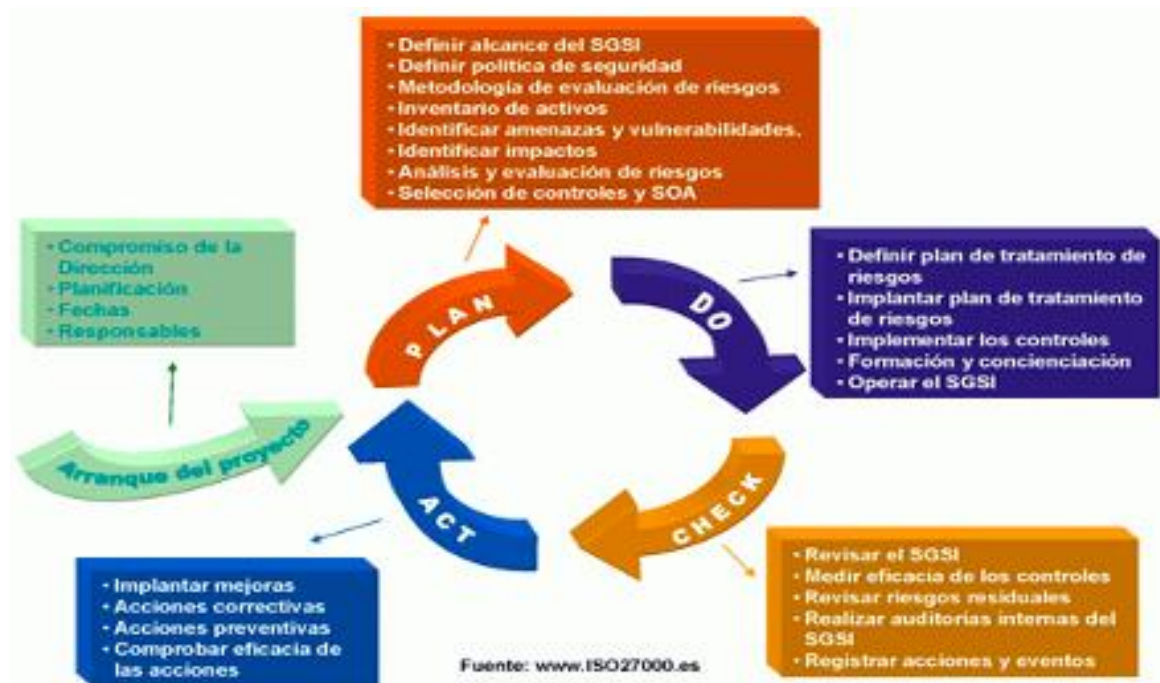 • Definir alcance del SGSI
• Definir política de seguridad
• Metodología de evaluación de riesgos
• Inventario de activos
• Identificar amenazas y vulnerabilidades.
• Identificar impactos
• Análisis y evaluación de riesgos
• Selección de controles y SOA
• Compromiso de la
Dirección
• Planificación
• Fechas
• Responsables
Arranque del proyecto
PLAN
DO
• Definir plan de tratamiento de
riesgos
• Implantar plan de tratamiento
de riesgos
• Implementar los controles
• Formación y concienciación
• Operar el SGSI
CHECK
• Revisar el SGSI
• Medir eficacia de los controles
• Revisar riesgos residuales
• Realizar auditorías internas del
SGSI
• Registrar acciones y eventos
ACT
• Implantar mejoras
• Acciones correctivas
• Acciones preventivas
• Comprobar eficacia de
las acciones
Fuente: www.ISO27000.es